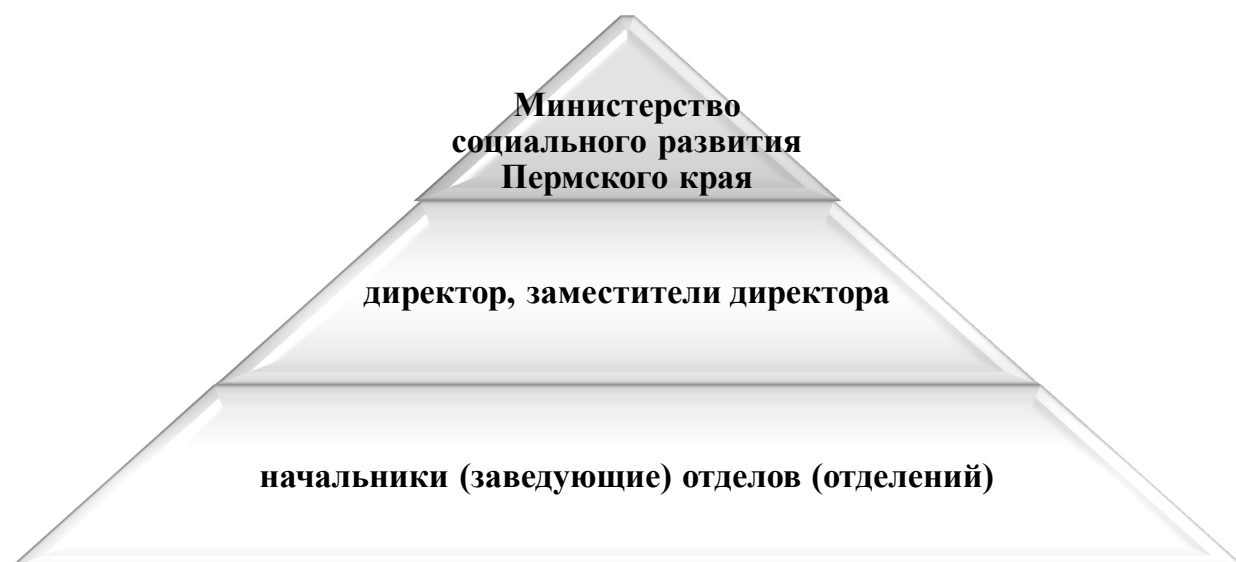 Министерство
социального развития
Пермского края
директор, заместители директора
начальники (заведующие) отделов (отделений)